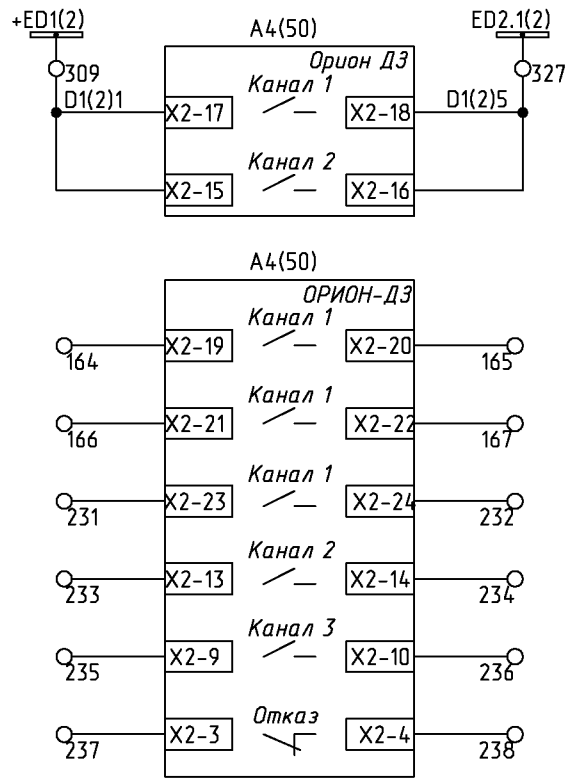 +ED1(2) ED2.1(2)
A4(50)
Орион ДЗ
309 327
Канал 1
D1(2)1 D1(2)5
X2-17 X2-18
Канал 2
X2-15 X2-16
A4(50)
ОРИОН-ДЗ
Канал 1
X2-19 X2-20
164 165
Канал 1
X2-21 X2-22
166 167
Канал 1
X2-23 X2-24
231 232
Канал 2
X2-13 X2-14
233 234
Канал 3
X2-9 X2-10
235 236
Отказ
X2-3 X2-4
237 238